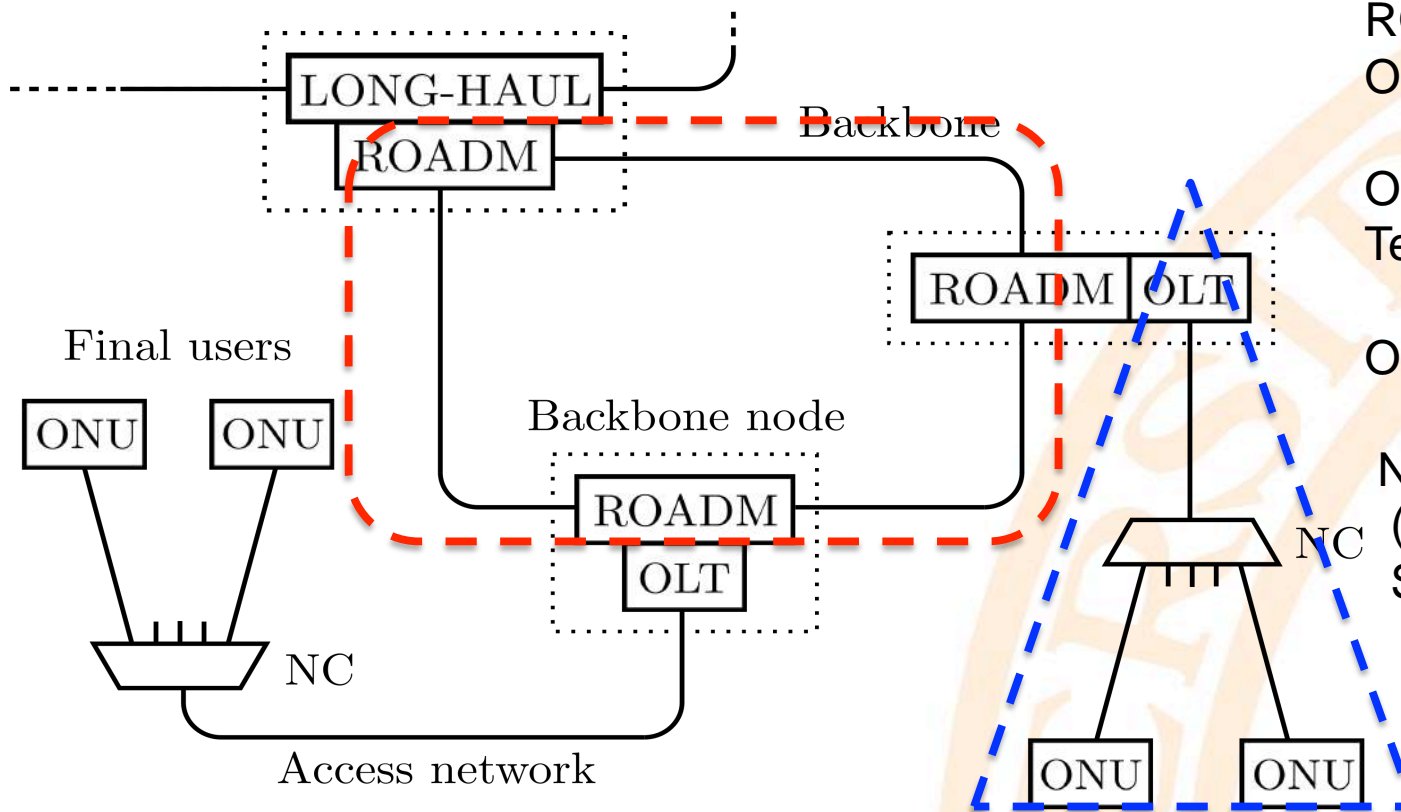 LONG-HAUL
Backbone
ROADM
ROADM
OLT
Final users
ONU
ONU
Backbone node
ROADM
OLT
NC
NC
Access network
ONU
ONU